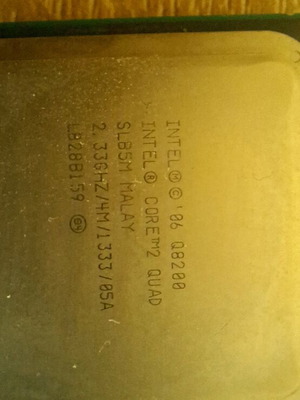 INTEL® © '06 Q8200
INTEL® CORE™2 QUAD
SLB5M MALAY
2.33GHZ/4M/1333/05A
L828B159 e4